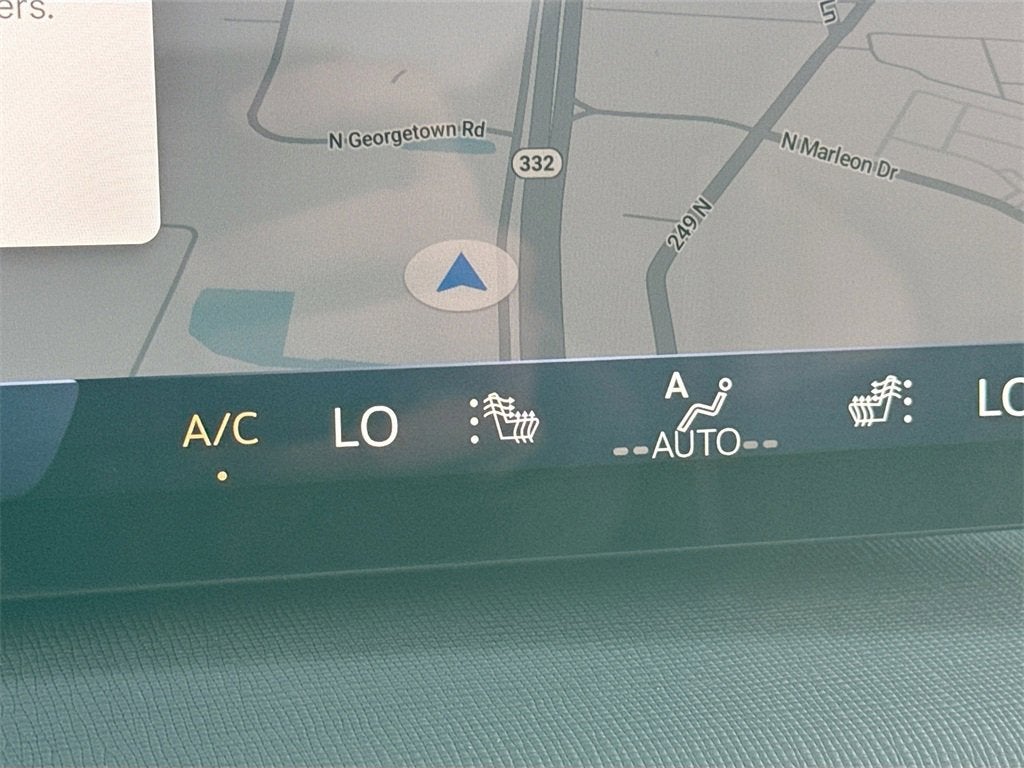 ers.
N Georgetown Rd
332
N Marleon Dr
249 N
A/C
LO
A
--AUTO--
LO